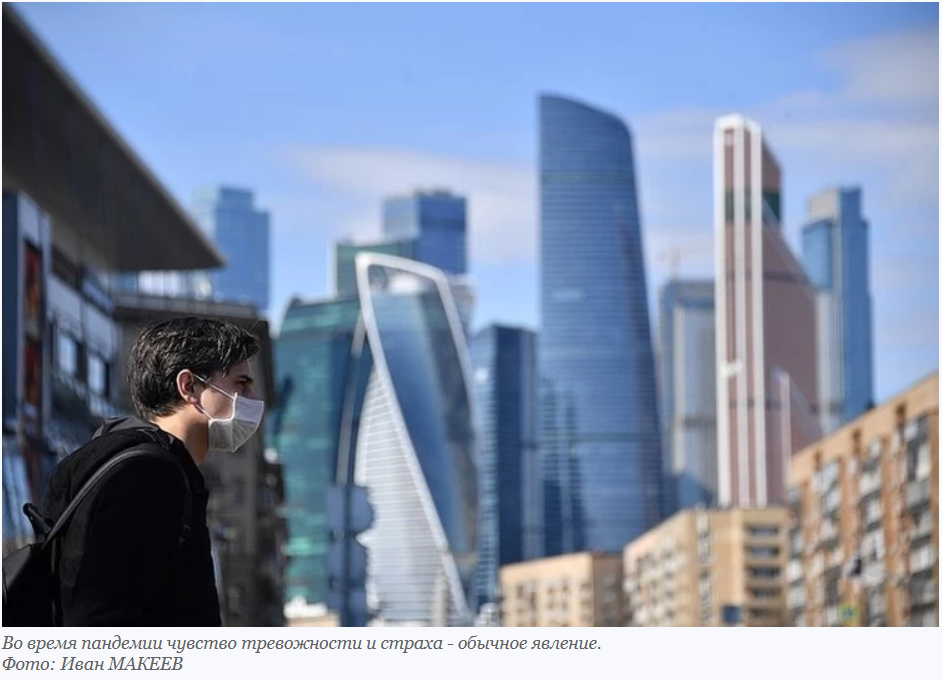 Во время пандемии чувство тревожности и страха - обычное явление.
Фото: Иван МАКЕЕВ